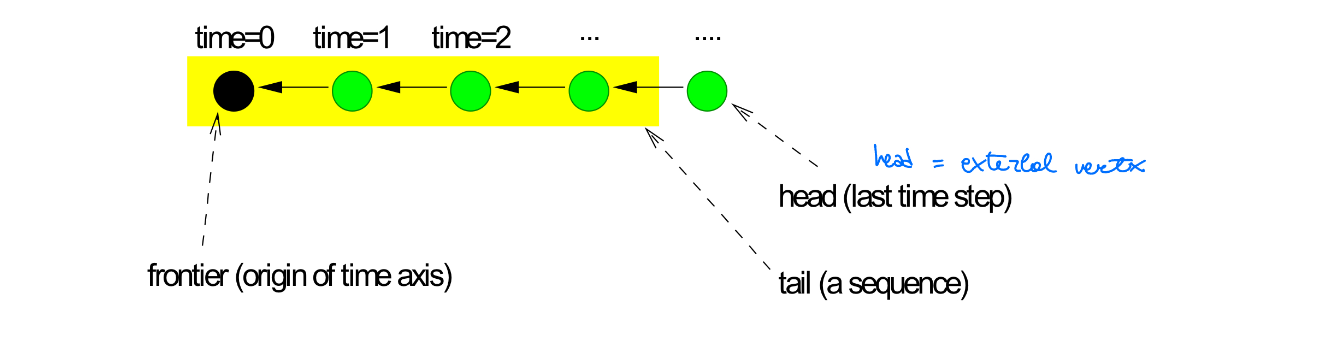 time=0 time=1 time=2 ... ....
head = external vertex
head (last time step)
frontier (origin of time axis)
tail (a sequence)